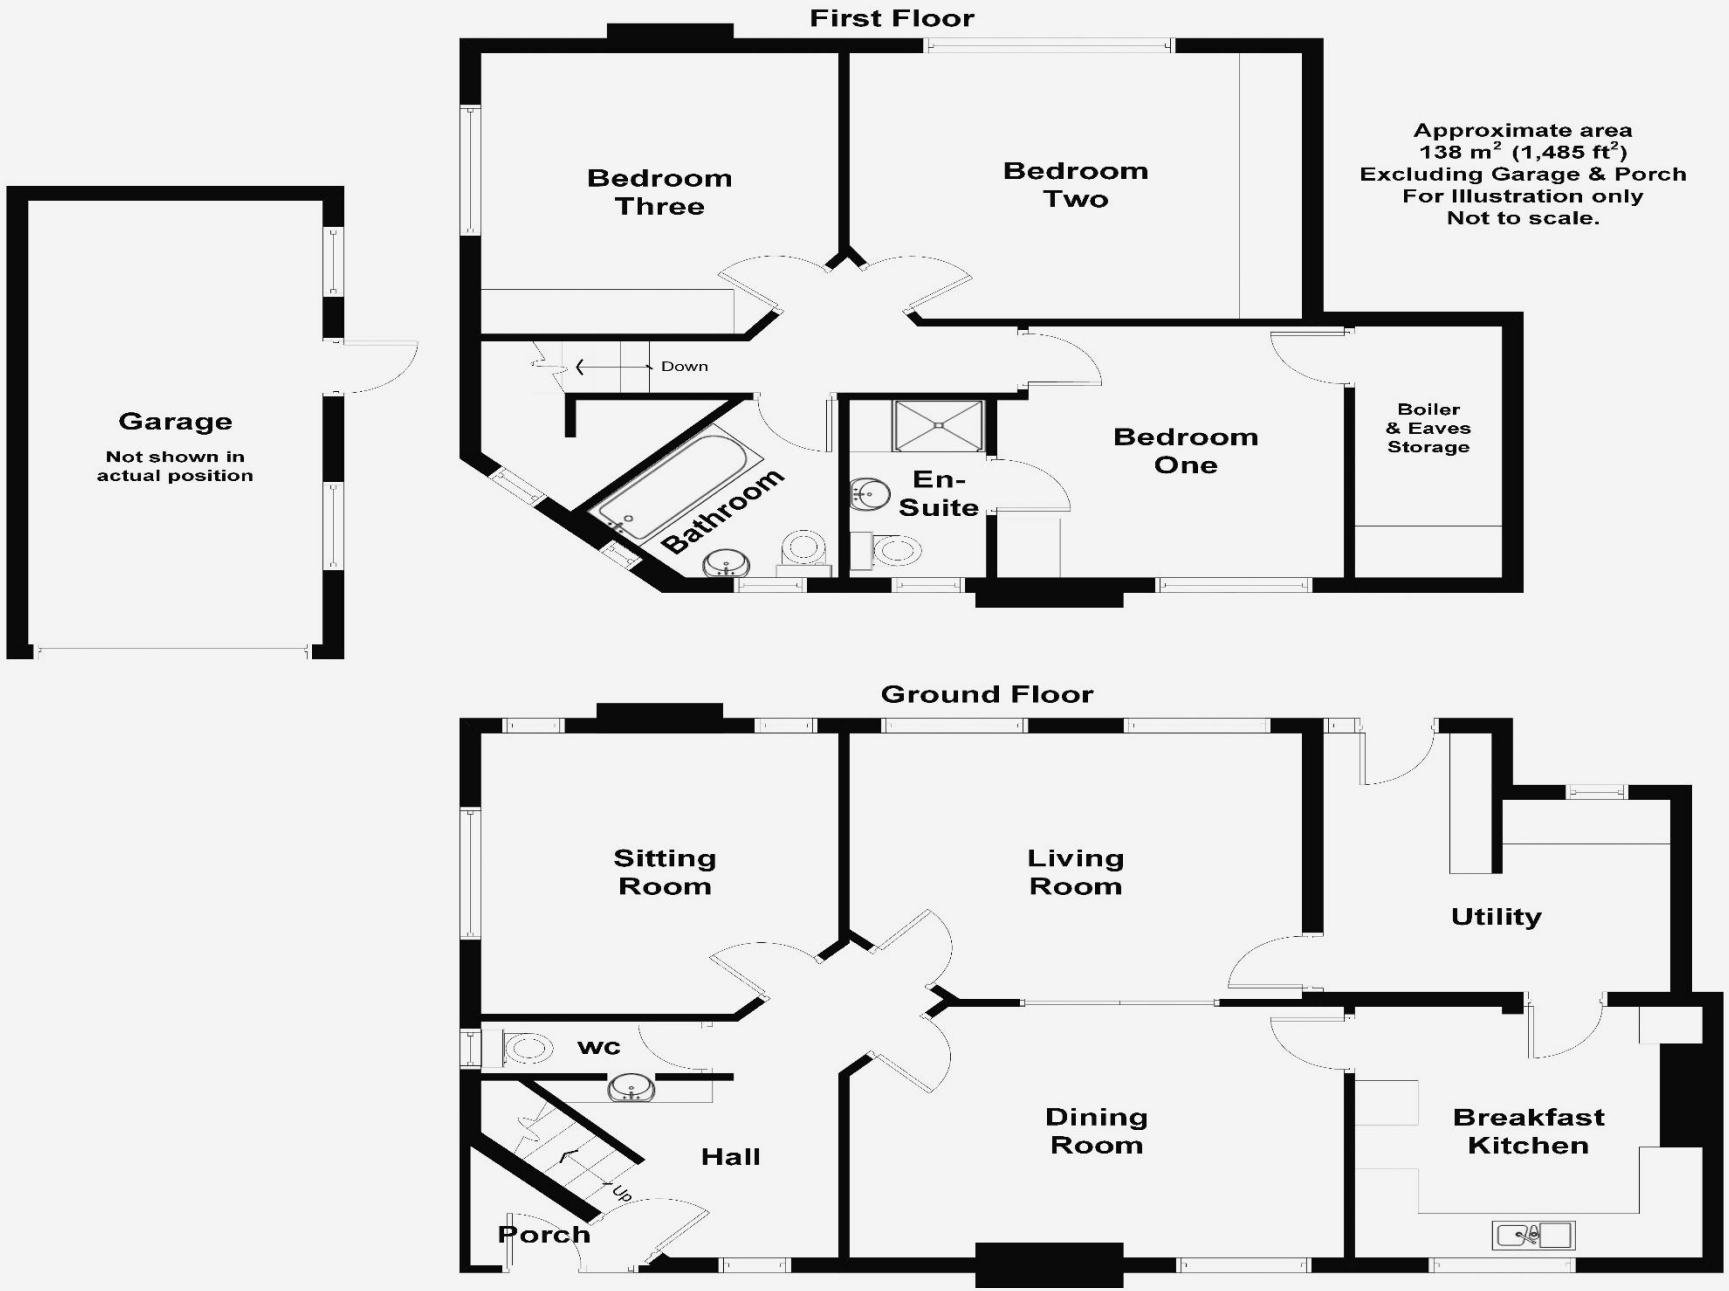 First Floor
Bedroom
Three
Bedroom
Two
Approximate area
138 m² (1,485 ft²)
Excluding Garage & Porch
For Illustration only
Not to scale.
Garage
Not shown in
actual position
Down
Bathroom
En-
Suite
Bedroom
One
Boiler
& Eaves
Storage
Ground Floor
Sitting
Room
Living
Room
Utility
WC
Hall
Up
Porch
Dining
Room
Breakfast
Kitchen